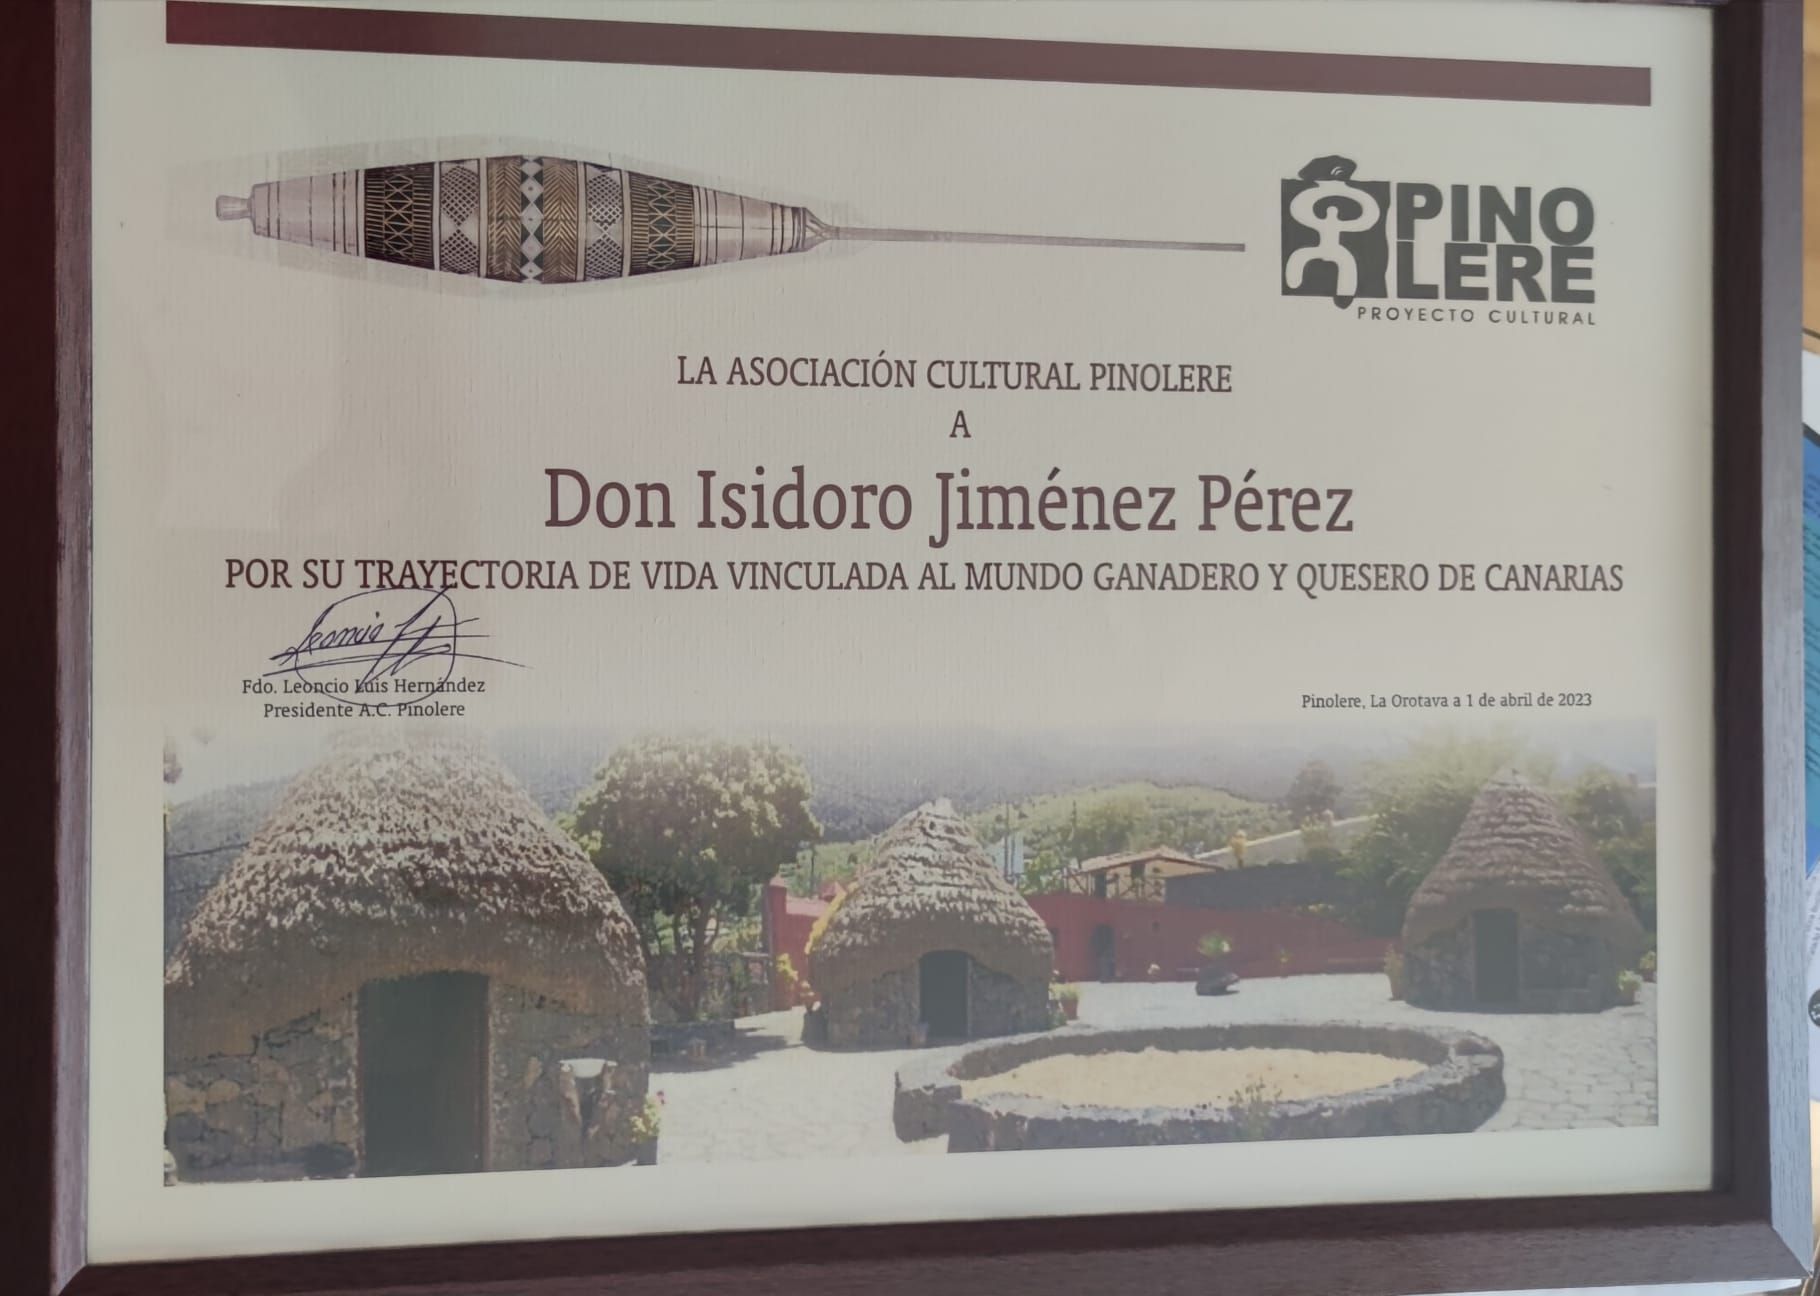 PINO
LERE
PROYECTO CULTURAL
LA ASOCIACIÓN CULTURAL PINOLERE
A
Don Isidoro Jiménez Pérez
POR SU TRAYECTORIA DE VIDA VINCULADA AL MUNDO GANADERO Y QUESERO DE CANARIAS
Leoncio
Fdo. Leoncio Luis Hernández
Presidente A.C. Pinolere
Pinolere, La Orotava a 1 de abril de 2023